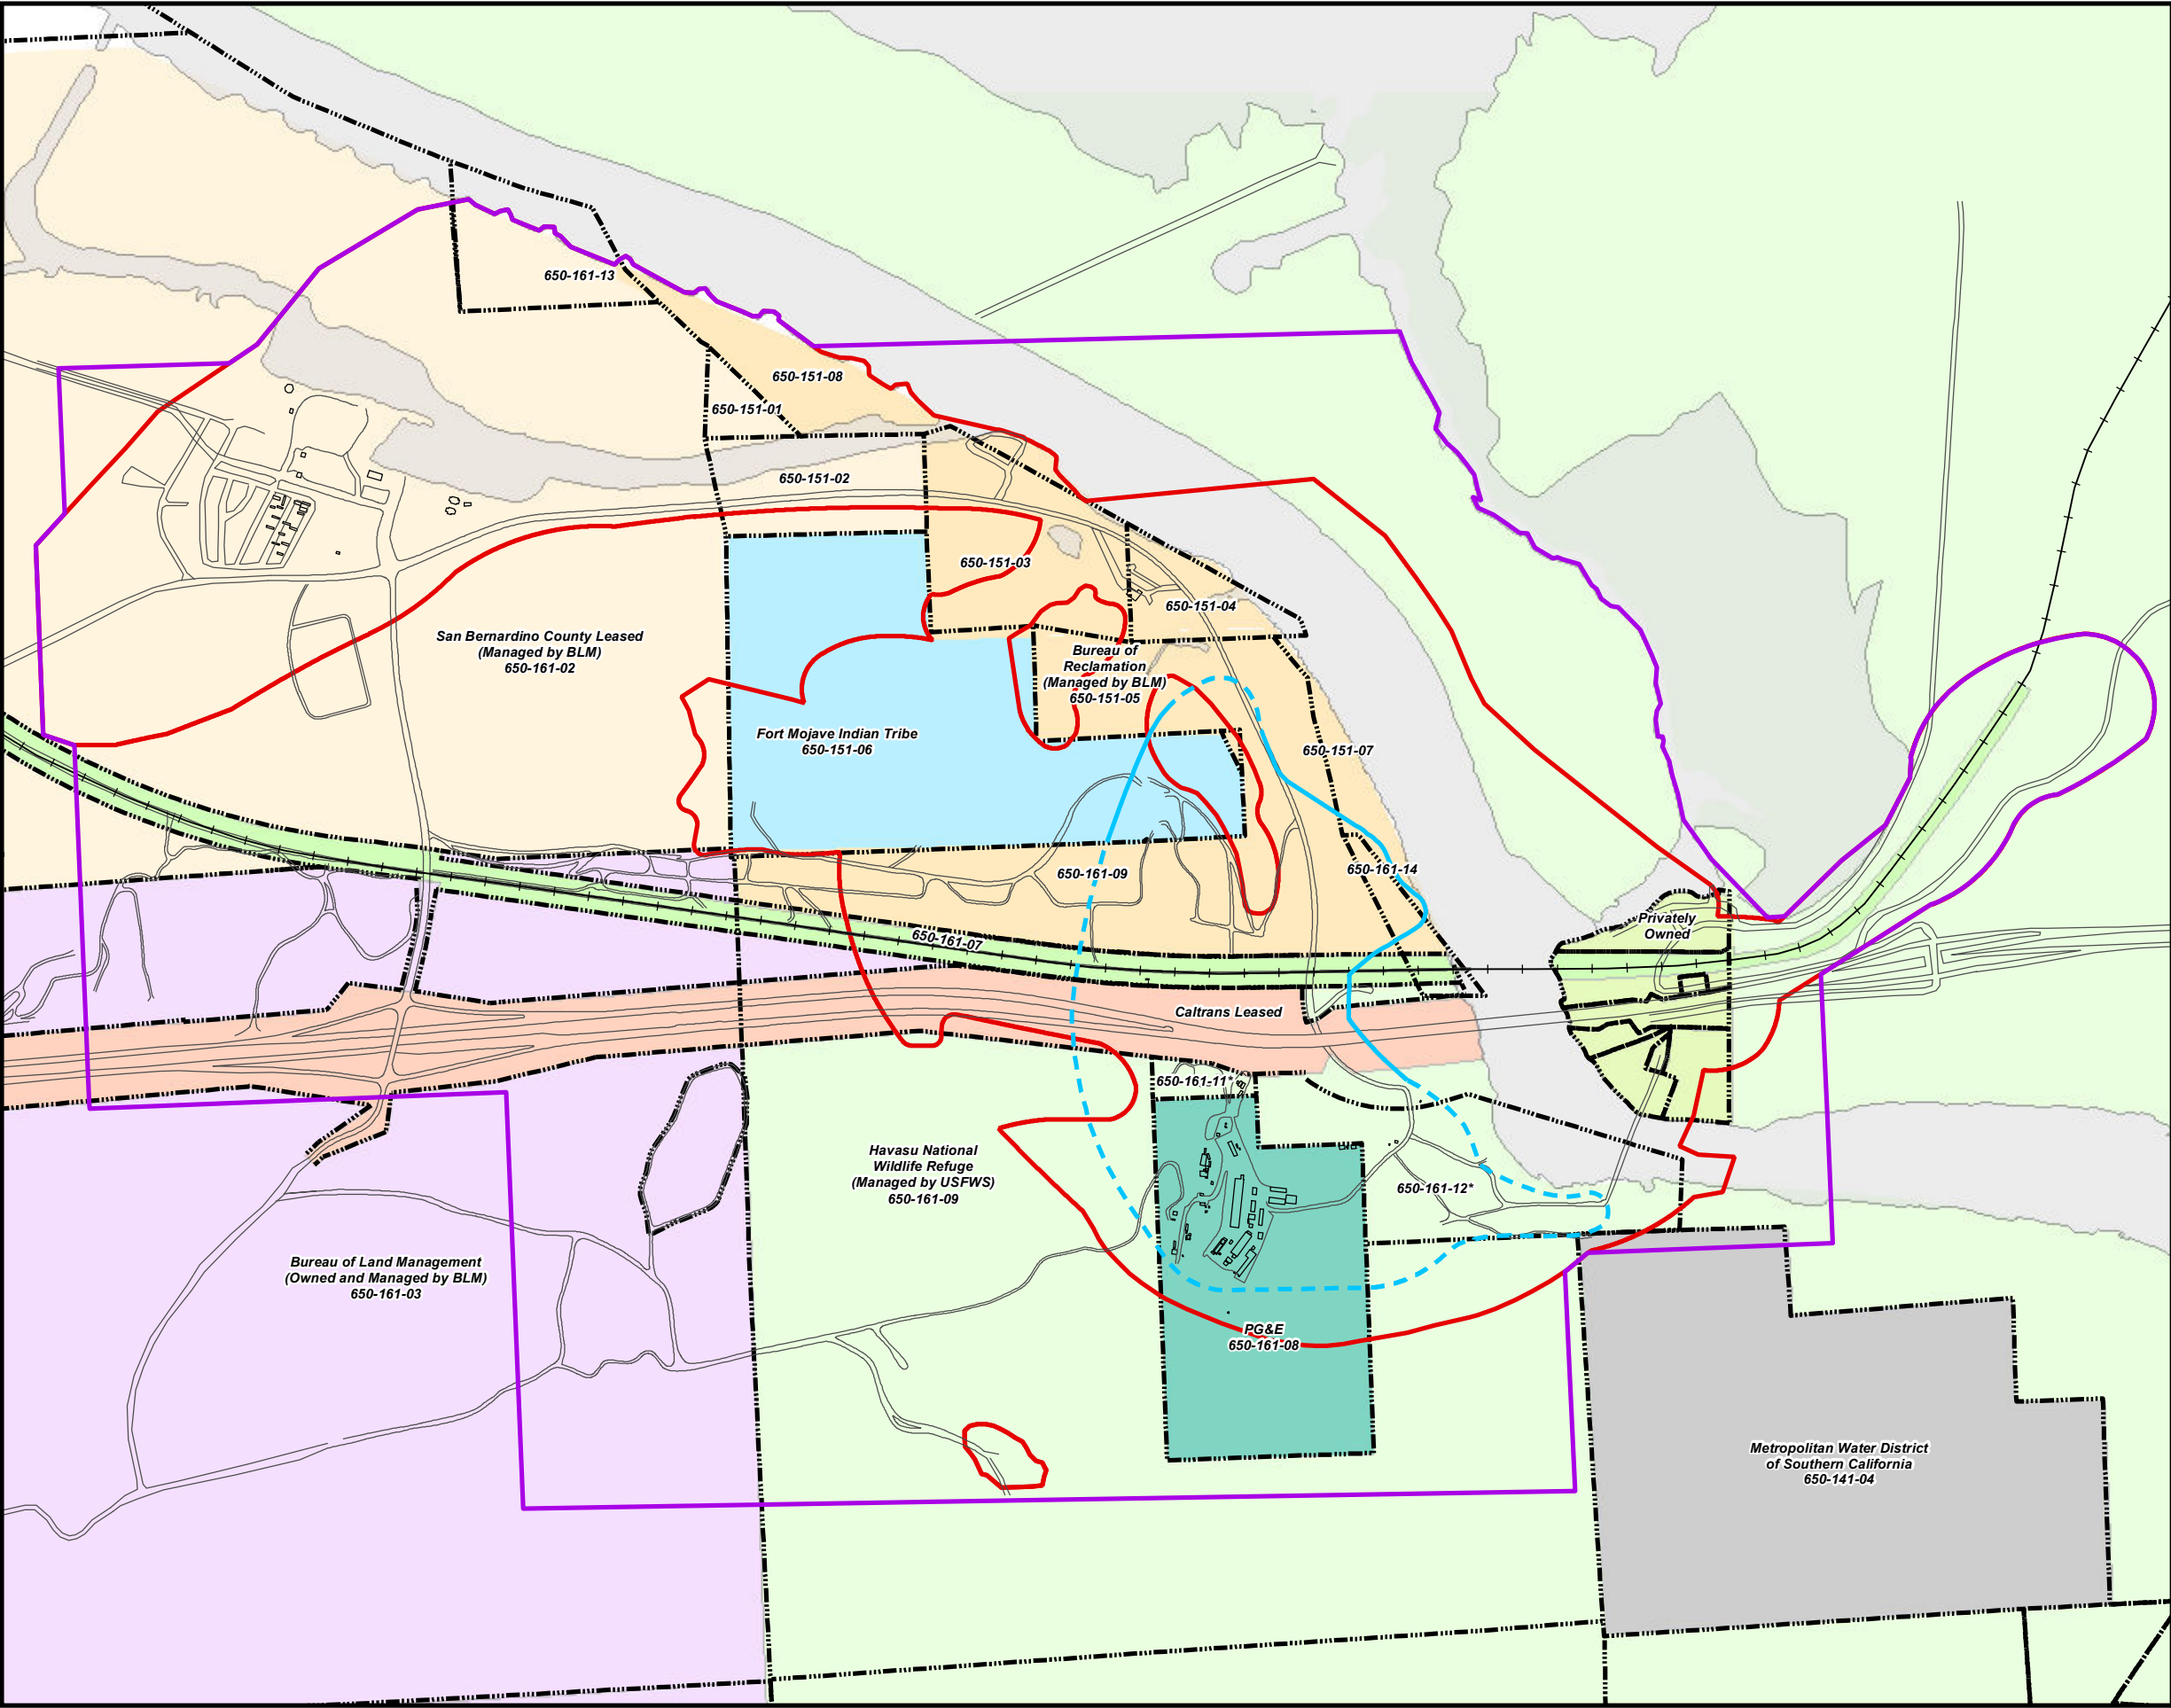 650-161-13
650-151-08
650-151-01
650-151-02
650-151-03
650-151-04
San Bernardino County Leased
(Managed by BLM)
650-161-02
Bureau of
Reclamation
(Managed by BLM)
650-151-05
Fort Mojave Indian Tribe
650-151-06
650-151-07
650-161-09
650-161-14
Privately
Owned
650-161-07
Caltrans Leased
650-161-11*
Havasu National
Wildlife Refuge
(Managed by USFWS)
650-161-09
650-161-12*
Bureau of Land Management
(Owned and Managed by BLM)
650-161-03
PG&E
650-161-08
Metropolitan Water District
of Southern California
650-141-04